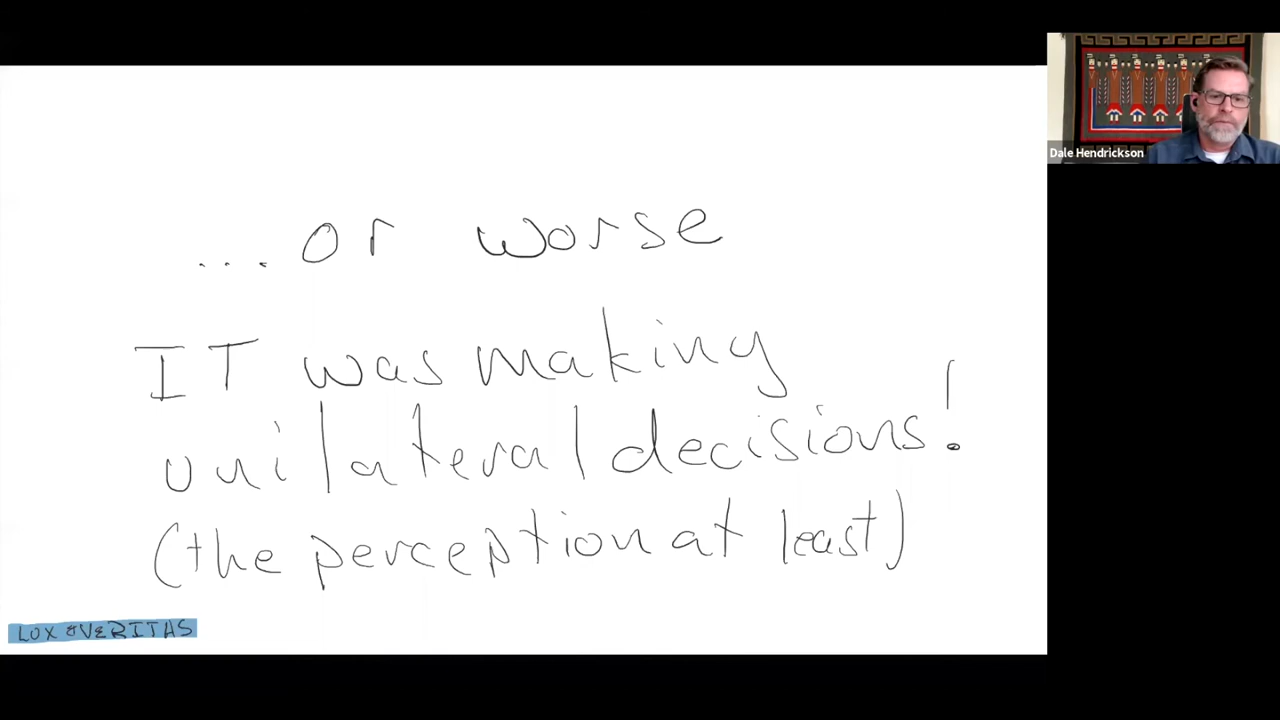 ....or worse
IT was making
unilateral decisions!
(the perception at least)
LUX & VERITAS
Dale Hendrickson